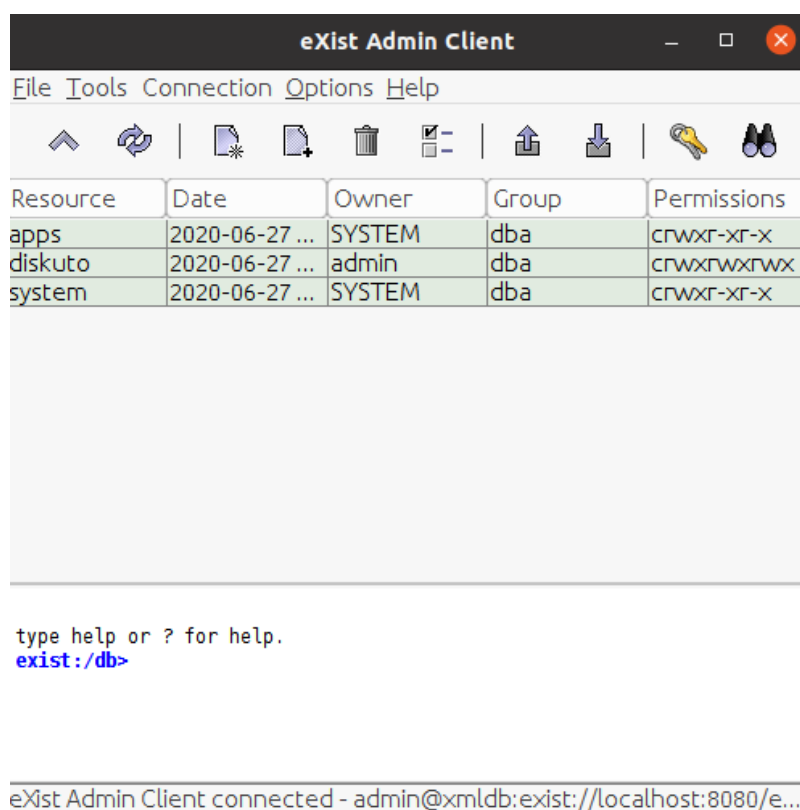 eXist Admin Client
File Tools Connection Options Help
Resource Date Owner Group Permissions
apps 2020-06-27 ... SYSTEM dba crwxr-xr-x
diskuto 2020-06-27 ... admin dba crwxrwxrwx
system 2020-06-27 ... SYSTEM dba crwxr-xr-x
type help or ? for help.
exist:/db>
eXist Admin Client connected - admin@xmldb:exist://localhost:8080/e...